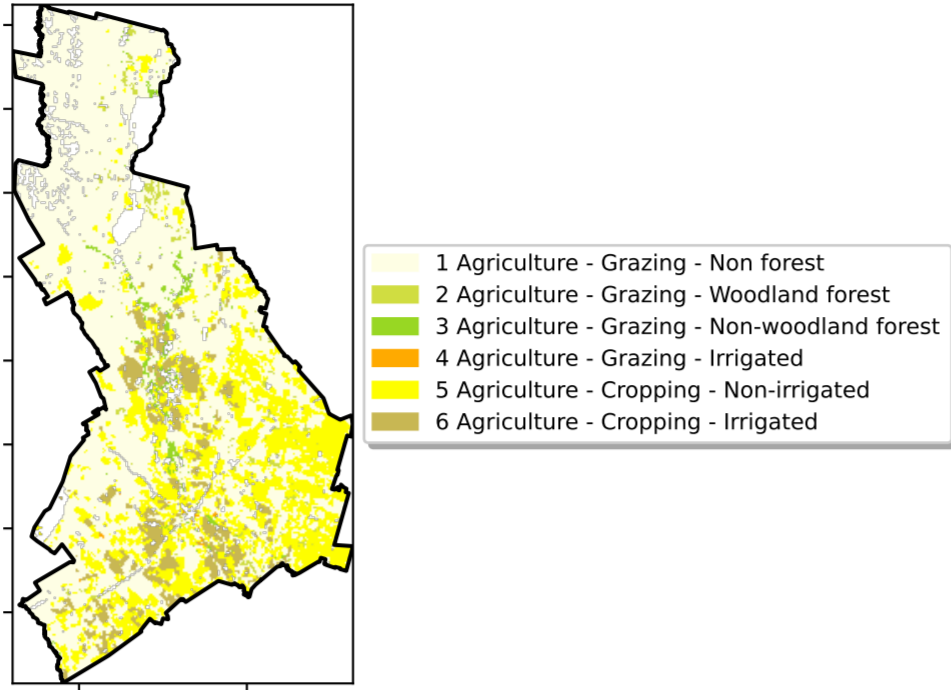 1 Agriculture - Grazing - Non forest
2 Agriculture - Grazing - Woodland forest
3 Agriculture - Grazing - Non-woodland forest
4 Agriculture - Grazing - Irrigated
5 Agriculture - Cropping - Non-irrigated
6 Agriculture - Cropping - Irrigated